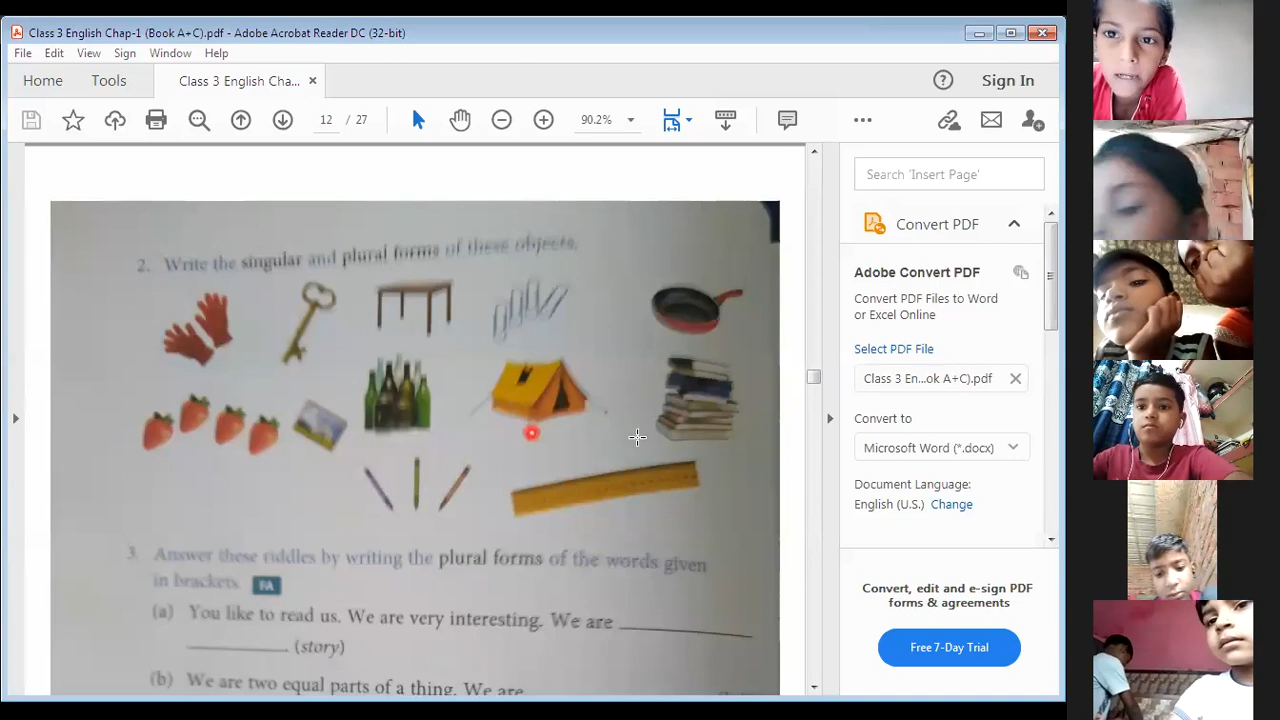 Class 3 English Chap-1 (Book A+C).pdf - Adobe Acrobat Reader DC (32-bit)
File Edit View Sign Window Help
Home Tools Class 3 English Cha... × Sign In
12 / 27 90.2%
Search 'Insert Page'
Convert PDF
Adobe Convert PDF
Convert PDF Files to Word
or Excel Online
Select PDF File
Class 3 En...ok A+C).pdf
Convert to
Microsoft Word (*.docx)
Document Language:
English (U.S.) Change
Convert, edit and e-sign PDF
forms & agreements
Free 7-Day Trial
2. Write the singular and plural forms of these objects.
3. Answer these riddles by writing the plural forms of the words given
in brackets. FA
(a) You like to read us. We are very interesting. We are ____________
__________ (story)
(b) We are two equal parts of a thing. We are